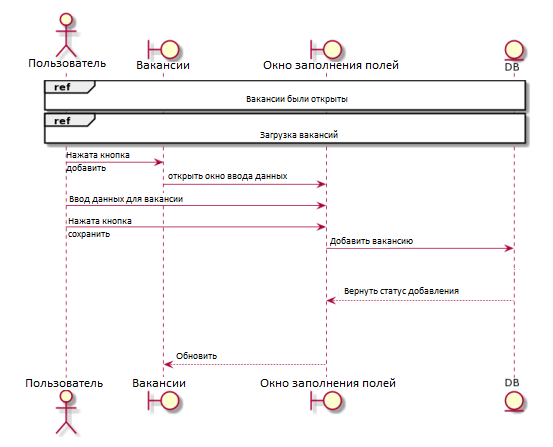 Пользователь Вакансии Окно заполнения полей DB
ref
Вакансии были открыты
ref
Загрузка вакансий
Нажата кнопка
добавить
открыть окно ввода данных
Ввод данных для вакансии
Нажата кнопка
сохранить
Добавить вакансию
Вернуть статус добавления
Обновить
Пользователь Вакансии Окно заполнения полей DB